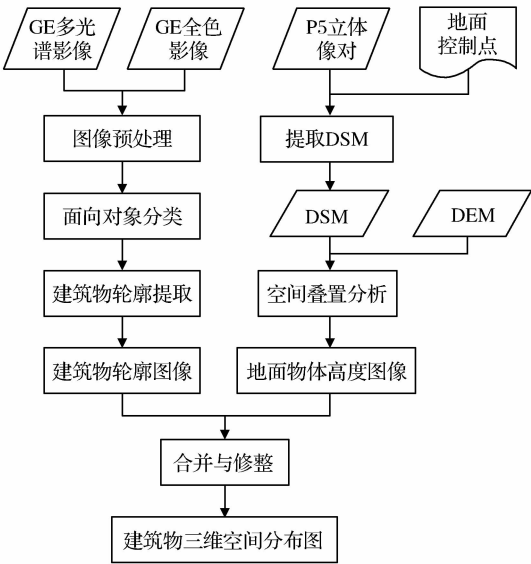 GE多光
谱影像
GE全色
影像
P5立体
像对
地面
控制点
图像预处理
提取DSM
面向对象分类
DSM
DEM
建筑物轮廓提取
空间叠置分析
建筑物轮廓图像
地面物体高度图像
合并与修整
建筑物三维空间分布图